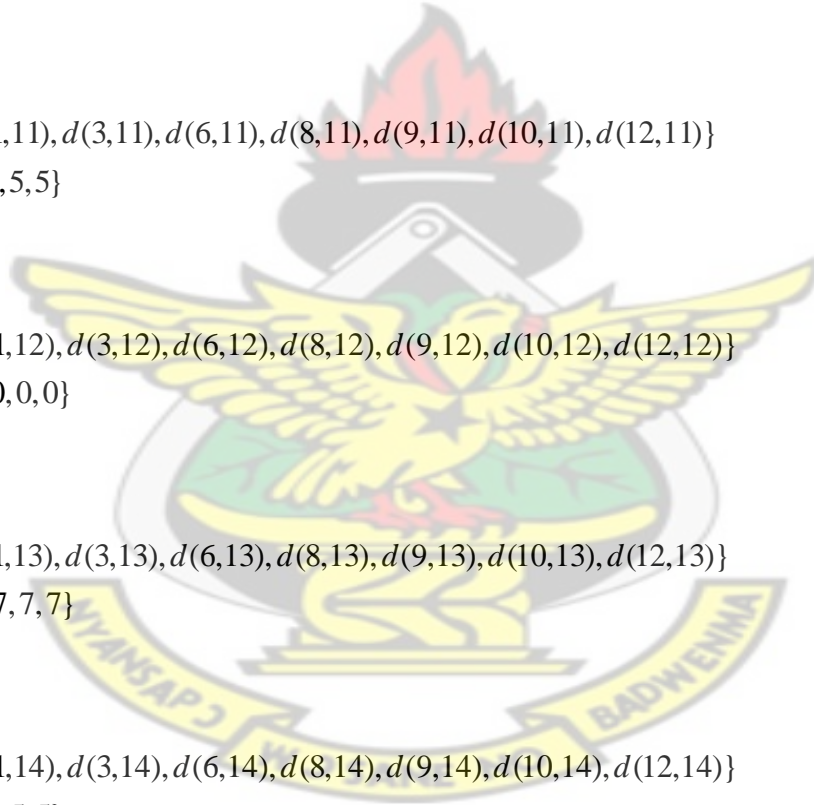 ,11), d(3,11), d(6,11), d(8,11), d(9,11), d(10,11), d(12,11)}
,5,5}
1,12), d(3,12), d(6,12), d(8,12), d(9,12), d(10,12), d(12,12)}
0,0,0}
1,13), d(3,13), d(6,13), d(8,13), d(9,13), d(10,13), d(12,13)}
7,7,7}
NYANSAPƆ
BADWENMA
1,14), d(3,14), d(6,14), d(8,14), d(9,14), d(10,14), d(12,14)}